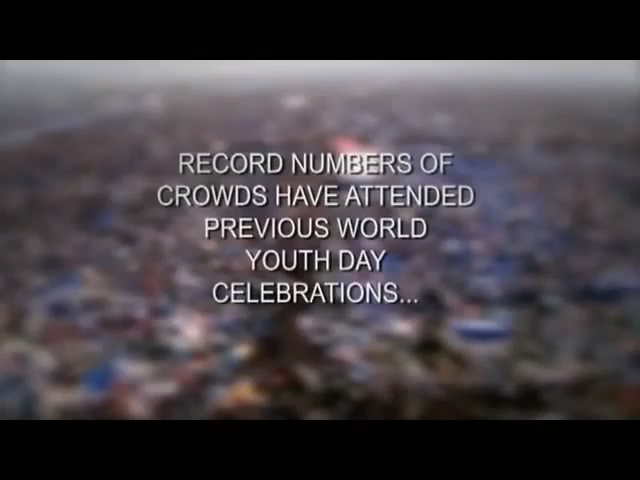 RECORD NUMBERS OF
CROWDS HAVE ATTENDED
PREVIOUS WORLD
YOUTH DAY
CELEBRATIONS...